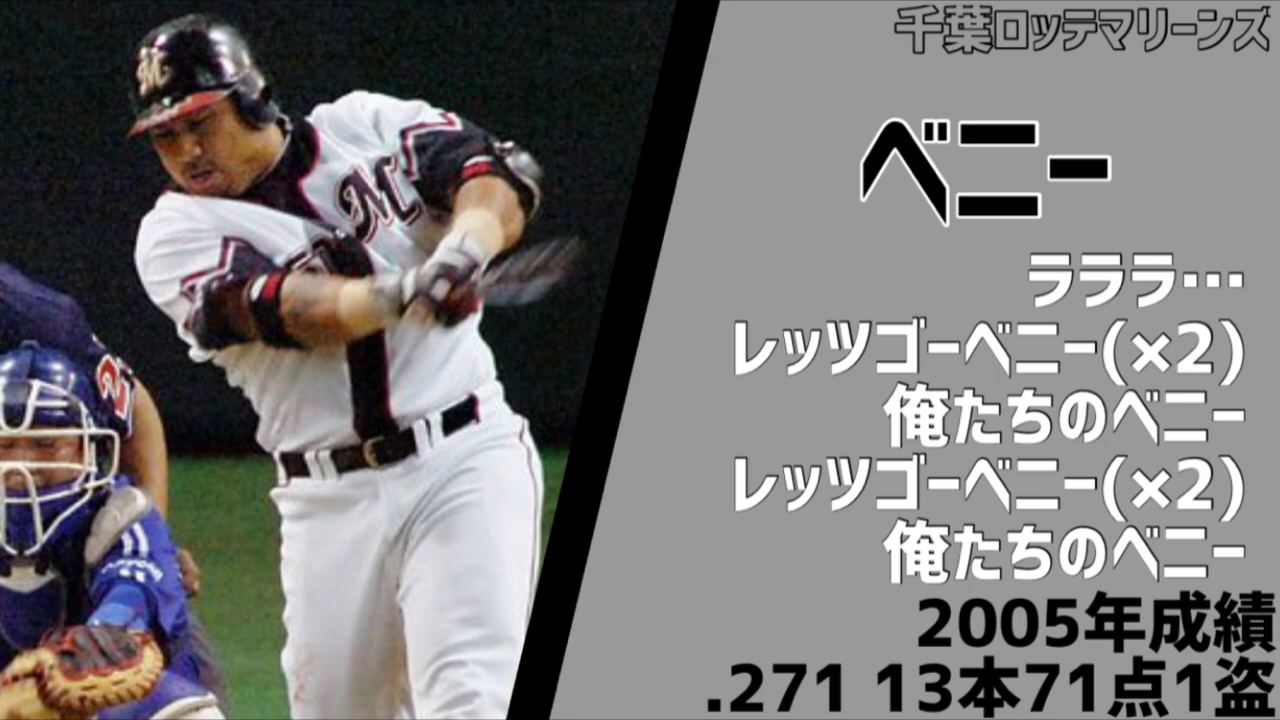 千葉ロッテマリーンズ
ベニー
ラララ…
レッツゴーベニー(×2)
俺たちのベニー
レッツゴーベニー(×2)
俺たちのベニー
2005年成績
.271 13本71点1盗
M
M
2